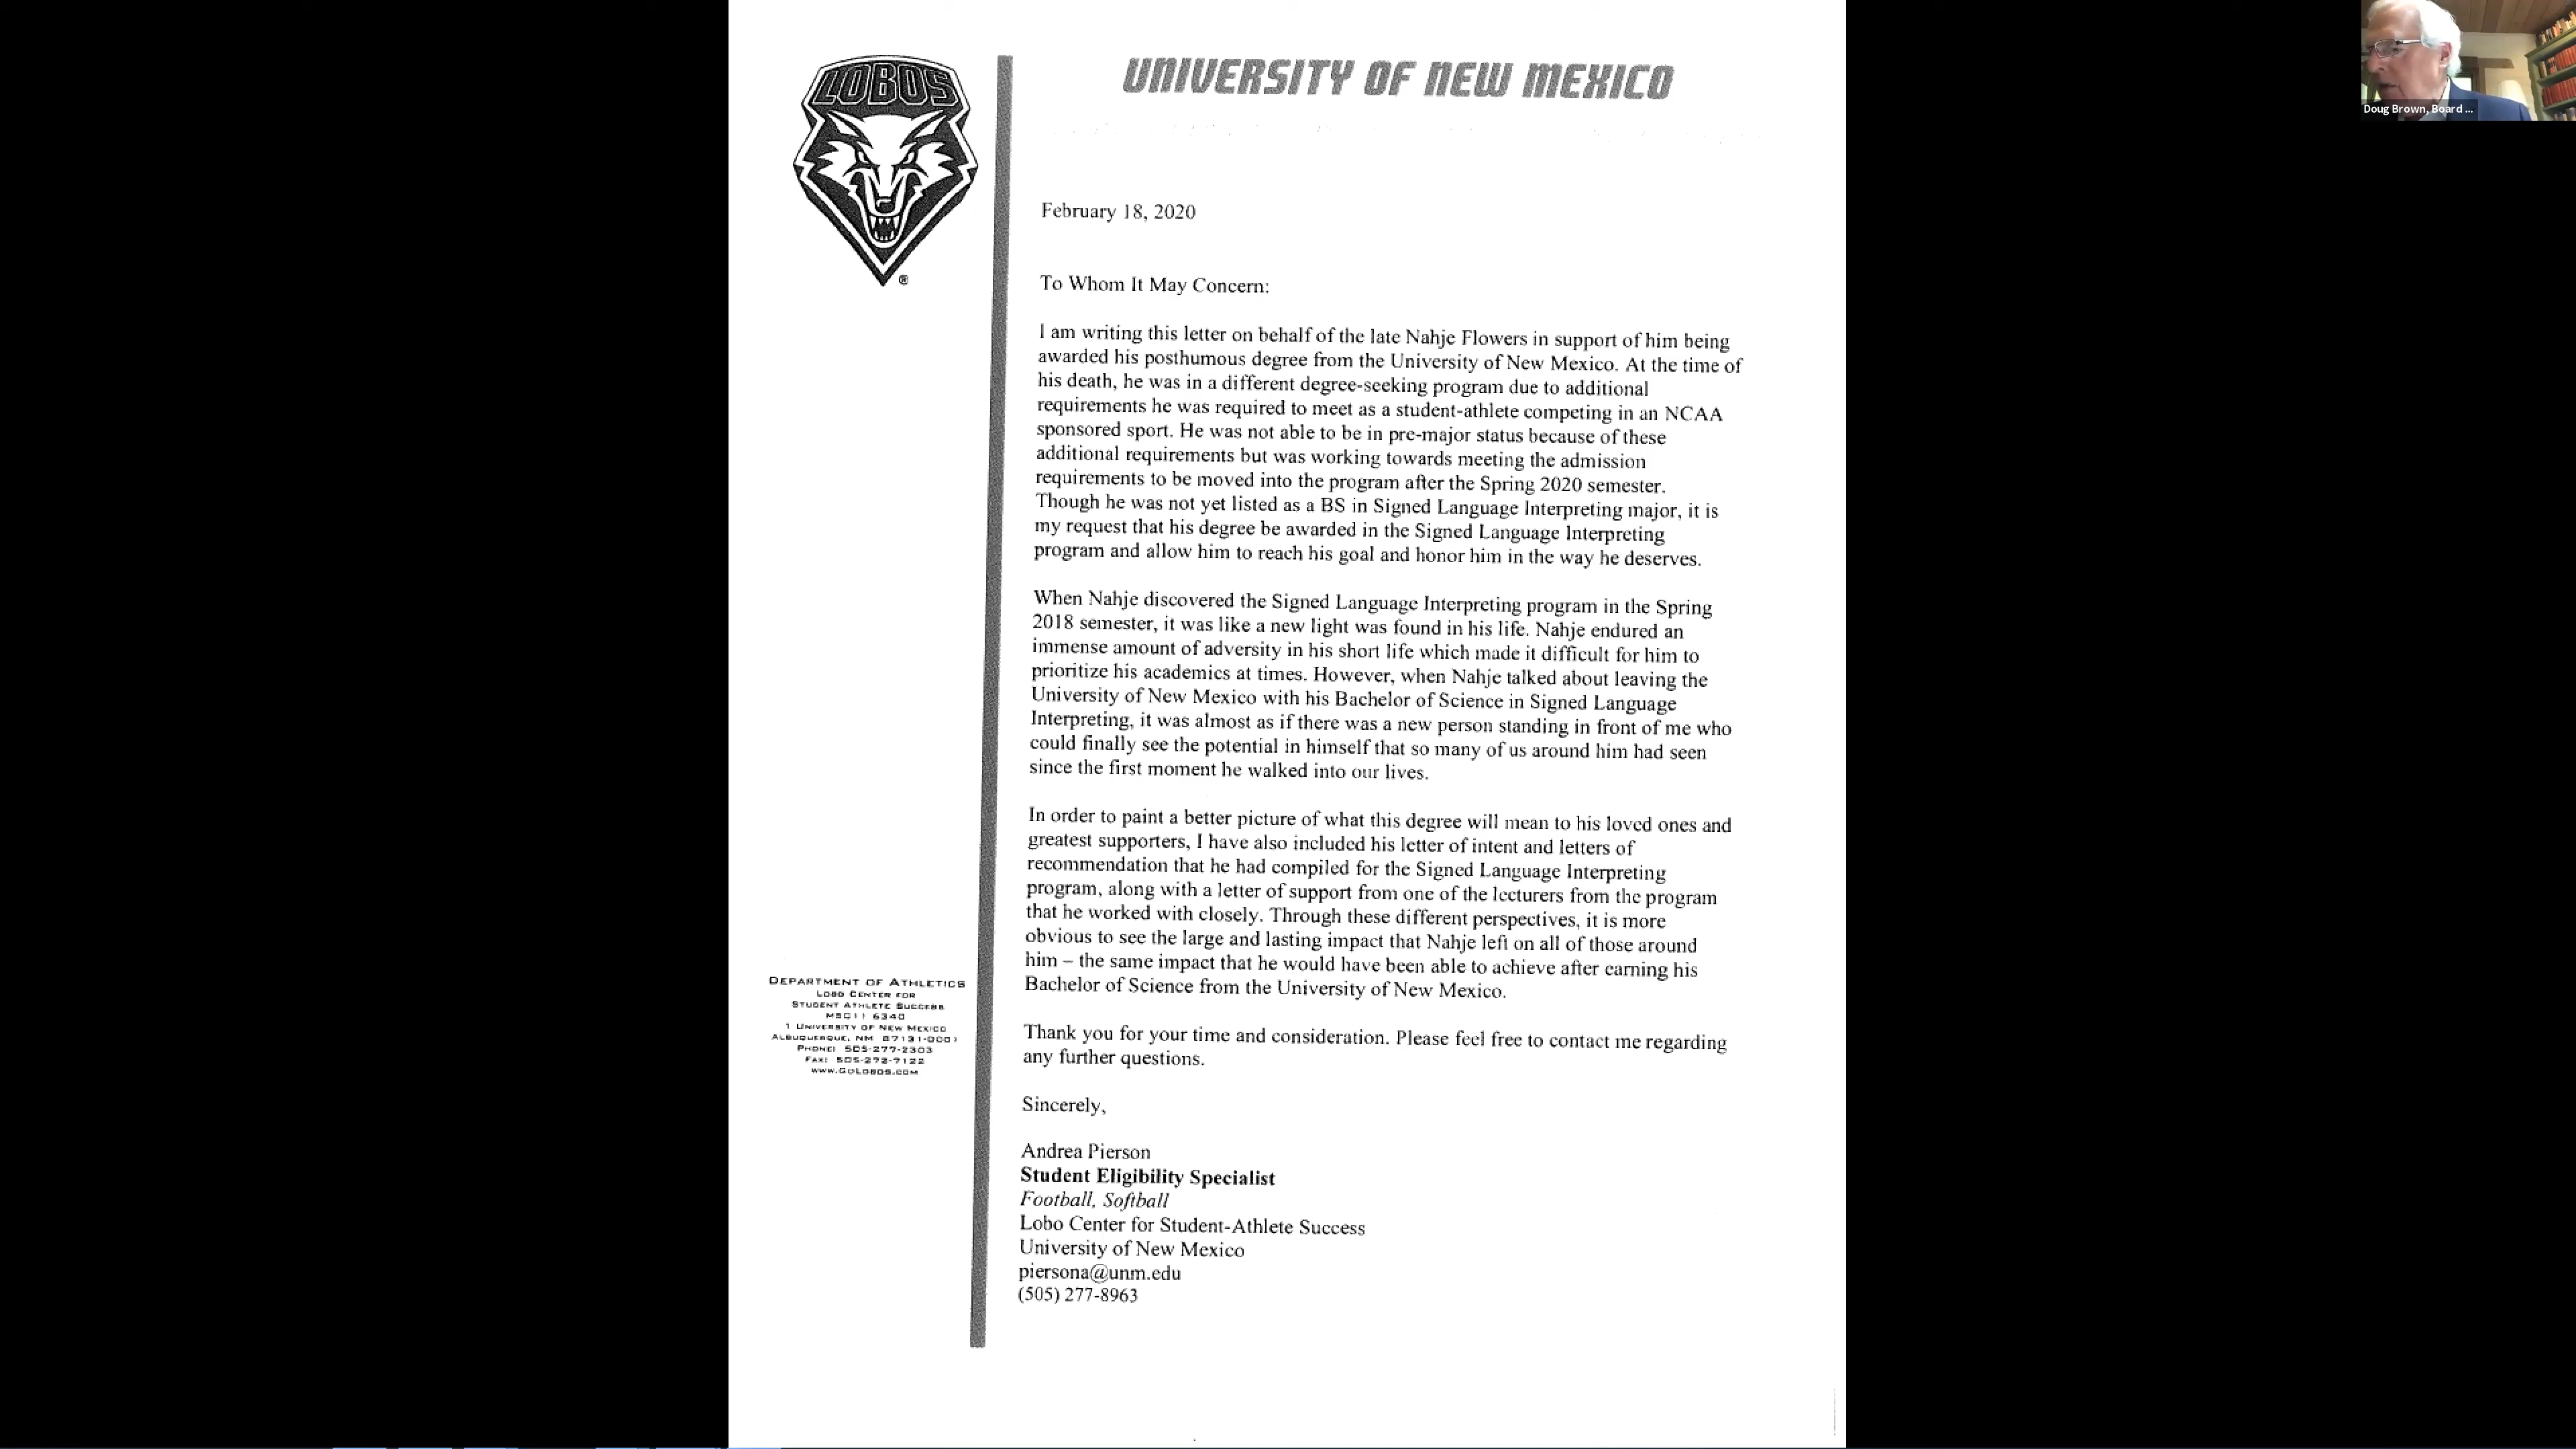 LOBOS
®
UNIVERSITY OF NEW MEXICO
February 18, 2020
To Whom It May Concern:
I am writing this letter on behalf of the late Nahje Flowers in support of him being
awarded his posthumous degree from the University of New Mexico. At the time of
his death, he was in a different degree-seeking program due to additional
requirements he was required to meet as a student-athlete competing in an NCAA
sponsored sport. He was not able to be in pre-major status because of these
additional requirements but was working towards meeting the admission
requirements to be moved into the program after the Spring 2020 semester.
Though he was not yet listed as a BS in Signed Language Interpreting major, it is
my request that his degree be awarded in the Signed Language Interpreting
program and allow him to reach his goal and honor him in the way he deserves.
When Nahje discovered the Signed Language Interpreting program in the Spring
2018 semester, it was like a new light was found in his life. Nahje endured an
immense amount of adversity in his short life which made it difficult for him to
prioritize his academics at times. However, when Nahje talked about leaving the
University of New Mexico with his Bachelor of Science in Signed Language
Interpreting, it was almost as if there was a new person standing in front of me who
could finally see the potential in himself that so many of us around him had seen
since the first moment he walked into our lives.
In order to paint a better picture of what this degree will mean to his loved ones and
greatest supporters, I have also included his letter of intent and letters of
recommendation that he had compiled for the Signed Language Interpreting
program, along with a letter of support from one of the lecturers from the program
that he worked with closely. Through these different perspectives, it is more
obvious to see the large and lasting impact that Nahje left on all of those around
him – the same impact that he would have been able to achieve after earning his
Bachelor of Science from the University of New Mexico.
Thank you for your time and consideration. Please feel free to contact me regarding
any further questions.
Sincerely,
Andrea Pierson
Student Eligibility Specialist
Football, Softball
Lobo Center for Student-Athlete Success
University of New Mexico
piersona@unm.edu
(505) 277-8963
DEPARTMENT OF ATHLETICS
LOBO CENTER FOR
STUDENT ATHLETE SUCCESS
MSC11 6340
1 UNIVERSITY OF NEW MEXICO
ALBUQUERQUE, NM 87131-0001
PHONE: 505-277-2303
FAX: 505-272-7122
WWW.GOLOBOS.COM
Doug Brown, Board ...